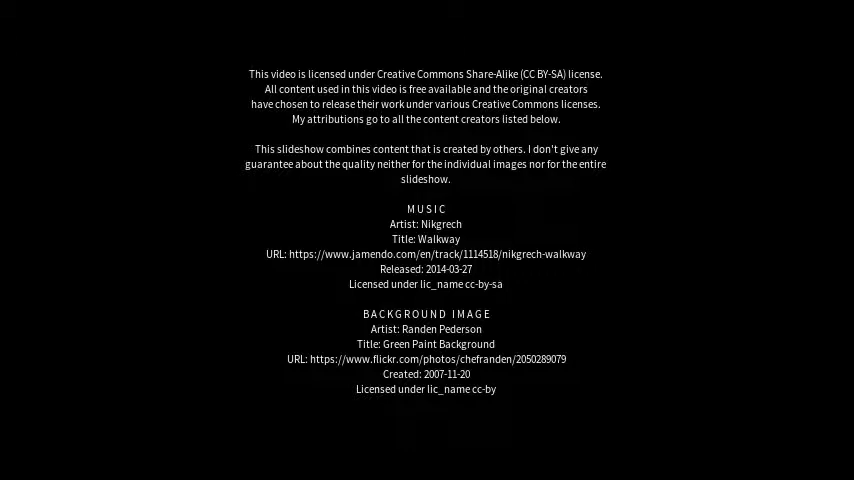 This video is licensed under Creative Commons Share-Alike (CC BY-SA) license.
All content used in this video is free available and the original creators
have chosen to release their work under various Creative Commons licenses.
My attributions go to all the content creators listed below.
This slideshow combines content that is created by others. I don't give any
guarantee about the quality neither for the individual images nor for the entire
slideshow.
MUSIC
Artist: Nikgrech
Title: Walkway
URL: https://www.jamendo.com/en/track/1114518/nikgrech-walkway
Released: 2014-03-27
Licensed under lic_name cc-by-sa
BACKGROUND IMAGE
Artist: Randen Pederson
Title: Green Paint Background
URL: https://www.flickr.com/photos/chefranden/2050289079
Created: 2007-11-20
Licensed under lic_name cc-by